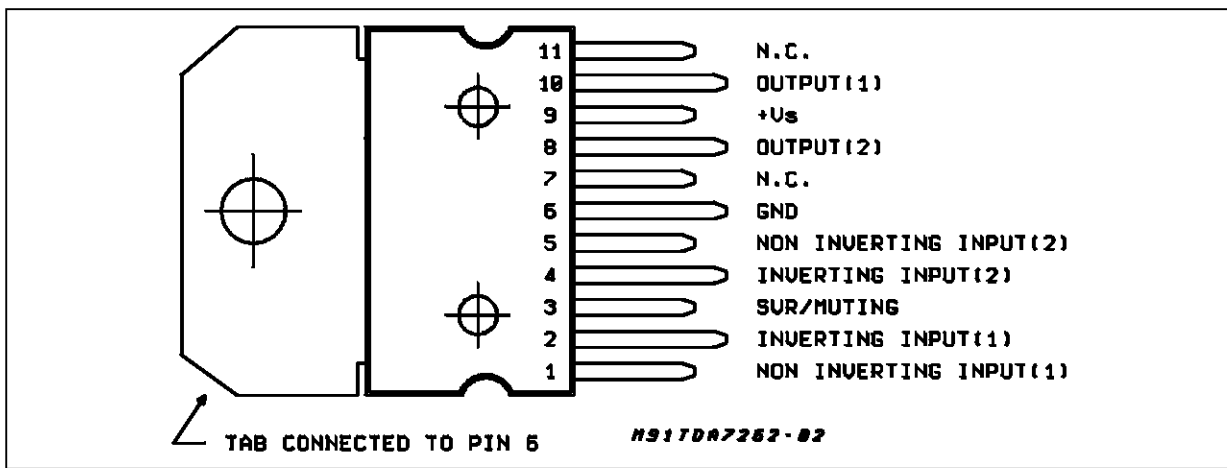 11 N.C.
10 OUTPUT(1)
9 +Vs
8 OUTPUT(2)
7 N.C.
6 GND
5 NON INVERTING INPUT(2)
4 INVERTING INPUT(2)
3 SVR/MUTING
2 INVERTING INPUT(1)
1 NON INVERTING INPUT(1)
TAB CONNECTED TO PIN 6 M91TDA7262-02